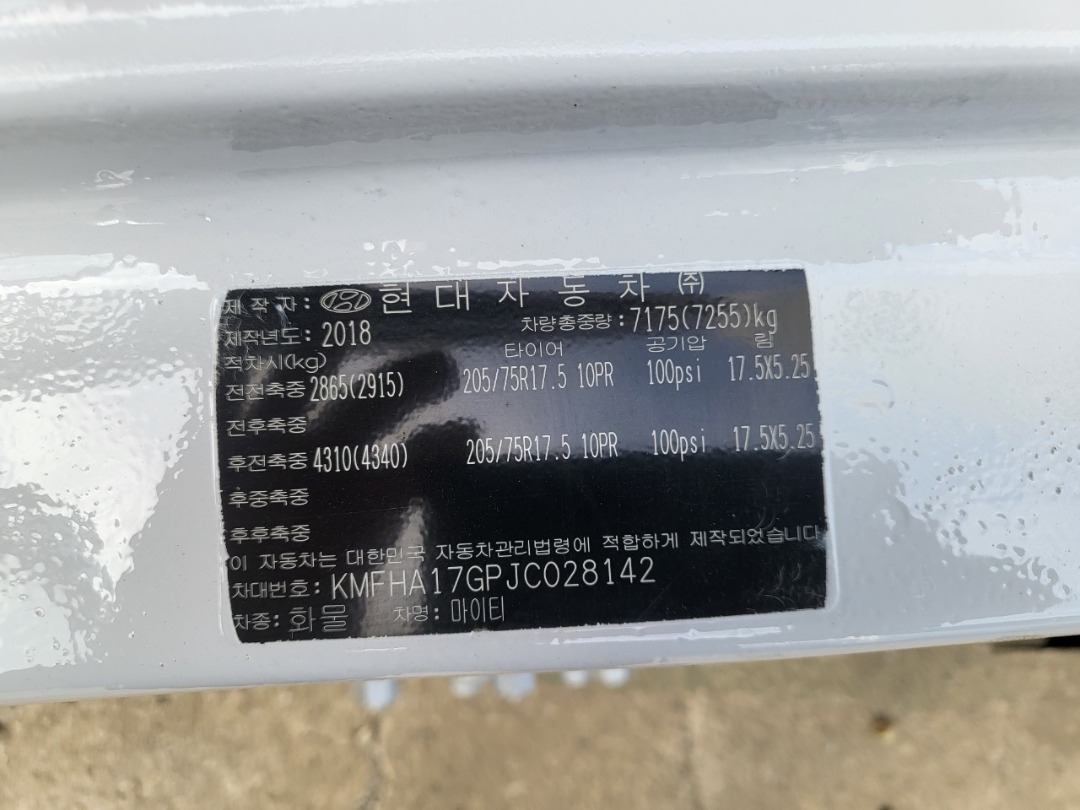 제작자: 현대자동차 (주)
제작년도: 2018 차량총중량: 7175(7255)kg
적차시(kg) 타이어 공기압 림
전전축중 2865(2915) 205/75R17.5 10PR 100psi 17.5X5.25
전후축중
후전축중 4310(4340) 205/75R17.5 10PR 100psi 17.5X5.25
후중축중
후후축중
이 자동차는 대한민국 자동차관리법령에 적합하게 제작되었습니다
차대번호: KMFHA17GPJC028142
차종: 화물 차명: 마이티